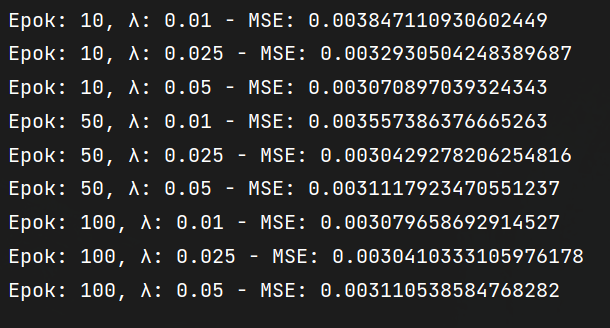 Epok: 10, λ: 0.01 - MSE: 0.003847110930602449
Epok: 10, λ: 0.025 - MSE: 0.0032930504248389687
Epok: 10, λ: 0.05 - MSE: 0.003070897039324343
Epok: 50, λ: 0.01 - MSE: 0.0035573863766​65263
Epok: 50, λ: 0.025 - MSE: 0.0030429278206254816
Epok: 50, λ: 0.05 - MSE: 0.0031117923470551237
Epok: 100, λ: 0.01 - MSE: 0.003079658692914527
Epok: 100, λ: 0.025 - MSE: 0.0030410333105976178
Epok: 100, λ: 0.05 - MSE: 0.003110538584768282